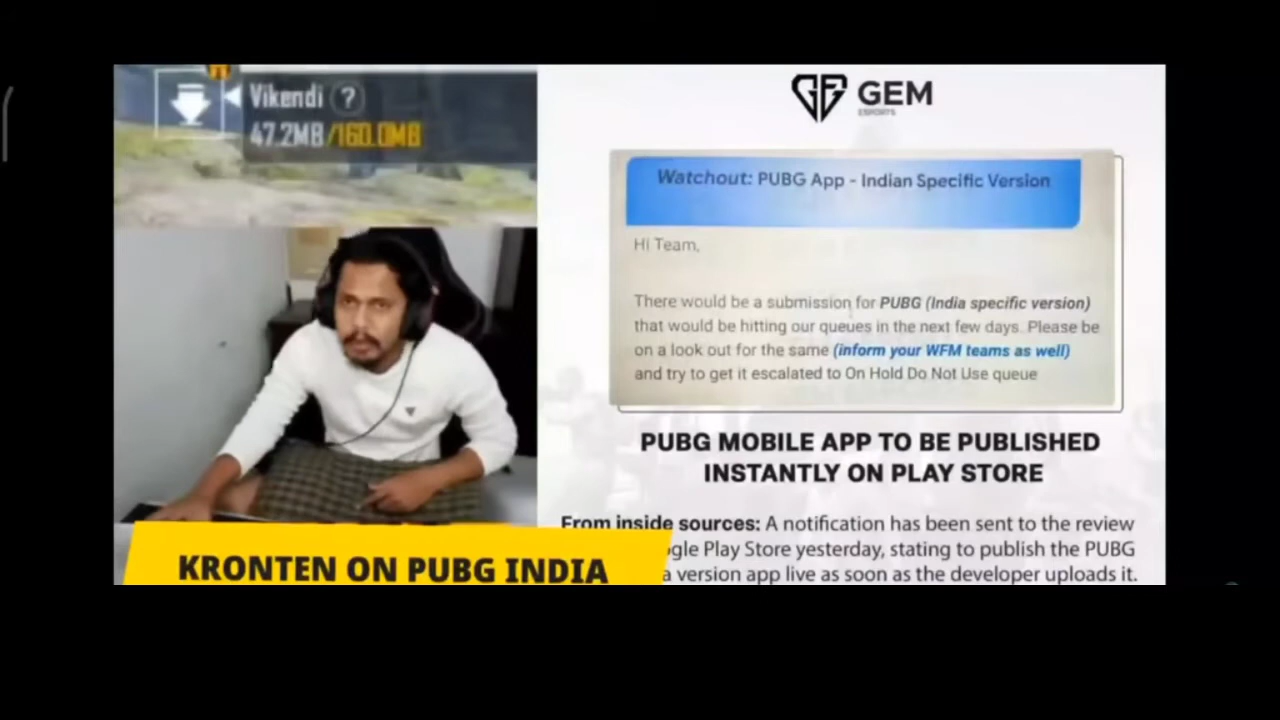 Vikendi ?
47.2MB/160.0MB
GEM
ESPORTS
Watchout: PUBG App - Indian Specific Version
Hi Team,
There would be a submission for PUBG (India specific version)
that would be hitting our queues in the next few days. Please be
on a look out for the same (inform your WFM teams as well)
and try to get it escalated to On Hold Do Not Use queue
PUBG MOBILE APP TO BE PUBLISHED
INSTANTLY ON PLAY STORE
From inside sources: A notification has been sent to the review
gle Play Store yesterday, stating to publish the PUBG
a version app live as soon as the developer uploads it.
KRONTEN ON PUBG INDIA